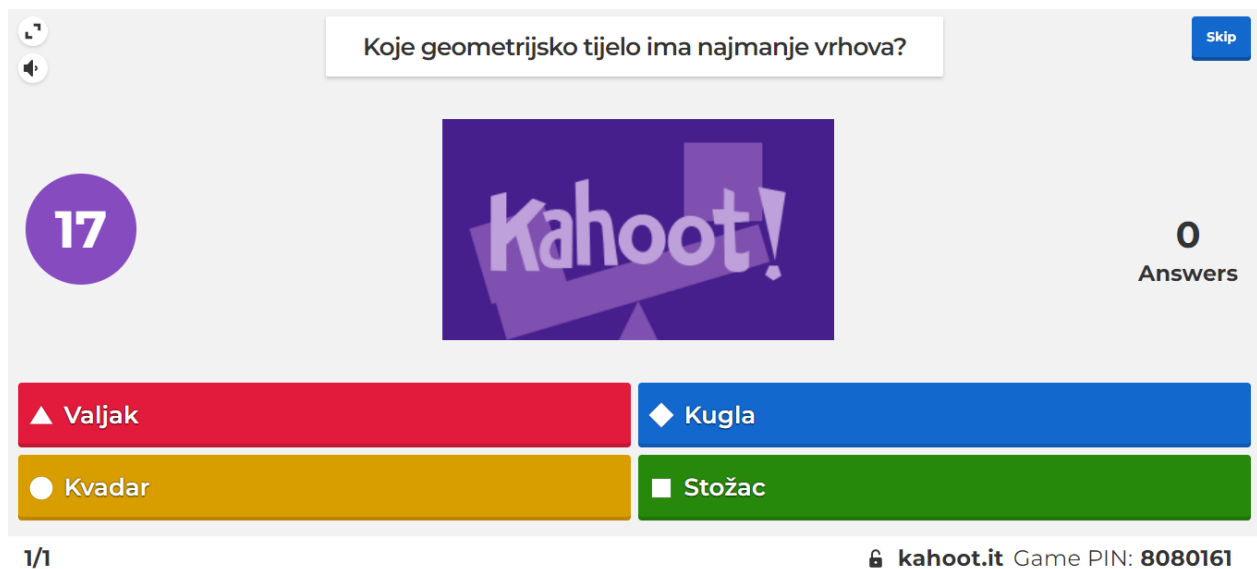 Koje geometrijsko tijelo ima najmanje vrhova?
Skip
17
Kahoot!
0
Answers
Valjak
Kugla
Kvadar
Stožac
1/1
kahoot.it Game PIN: 8080161